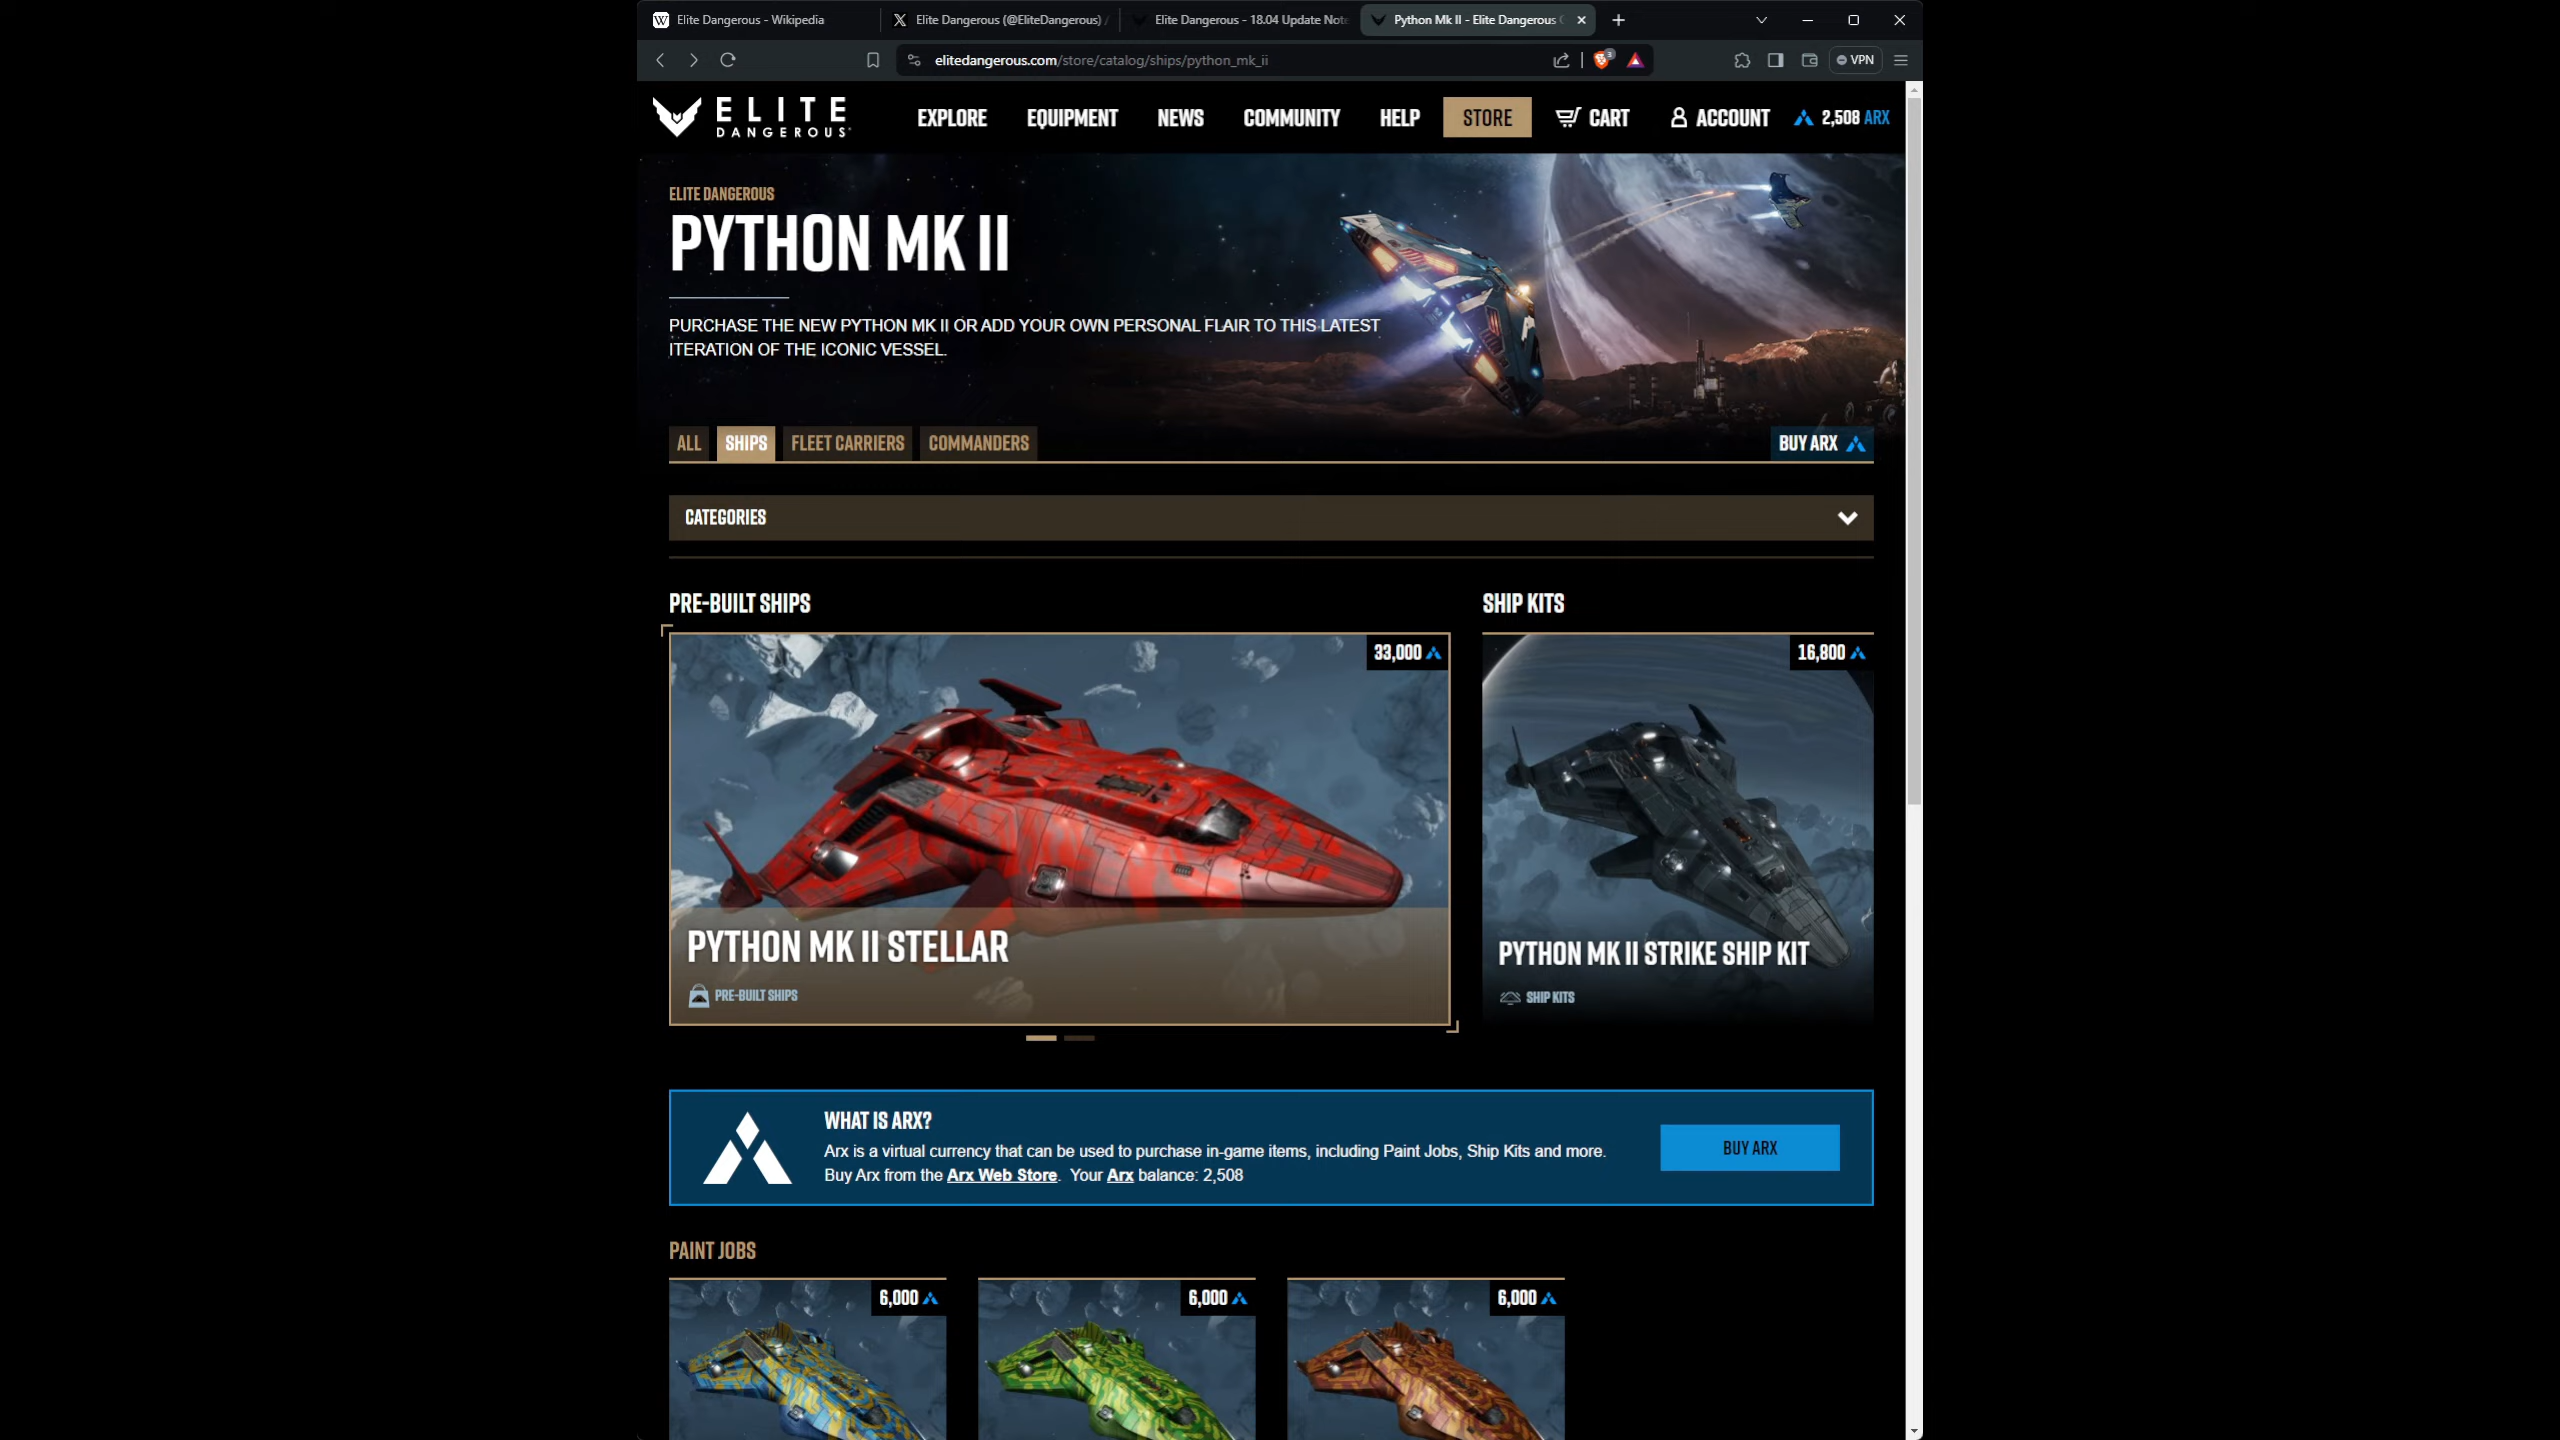 Elite Dangerous - Wikipedia
Elite Dangerous (@EliteDangerous) /
Elite Dangerous - 18.04 Update Note
Python Mk II - Elite Dangerous
elitedangerous.com/store/catalog/ships/python_mk_ii
3
VPN
ELITE
DANGEROUS
EXPLORE
EQUIPMENT
NEWS
COMMUNITY
HELP
STORE
CART
ACCOUNT
2,508 ARX
ELITE DANGEROUS
PYTHON MK II
PURCHASE THE NEW PYTHON MK II OR ADD YOUR OWN PERSONAL FLAIR TO THIS LATEST
ITERATION OF THE ICONIC VESSEL.
ALL
SHIPS
FLEET CARRIERS
COMMANDERS
BUY ARX
CATEGORIES
PRE-BUILT SHIPS
33,000
PYTHON MK II STELLAR
PRE-BUILT SHIPS
SHIP KITS
16,800
PYTHON MK II STRIKE SHIP KIT
SHIP KITS
WHAT IS ARX?
Arx is a virtual currency that can be used to purchase in-game items, including Paint Jobs, Ship Kits and more.
Buy Arx from the Arx Web Store. Your Arx balance: 2,508
BUY ARX
PAINT JOBS
6,000
6,000
6,000